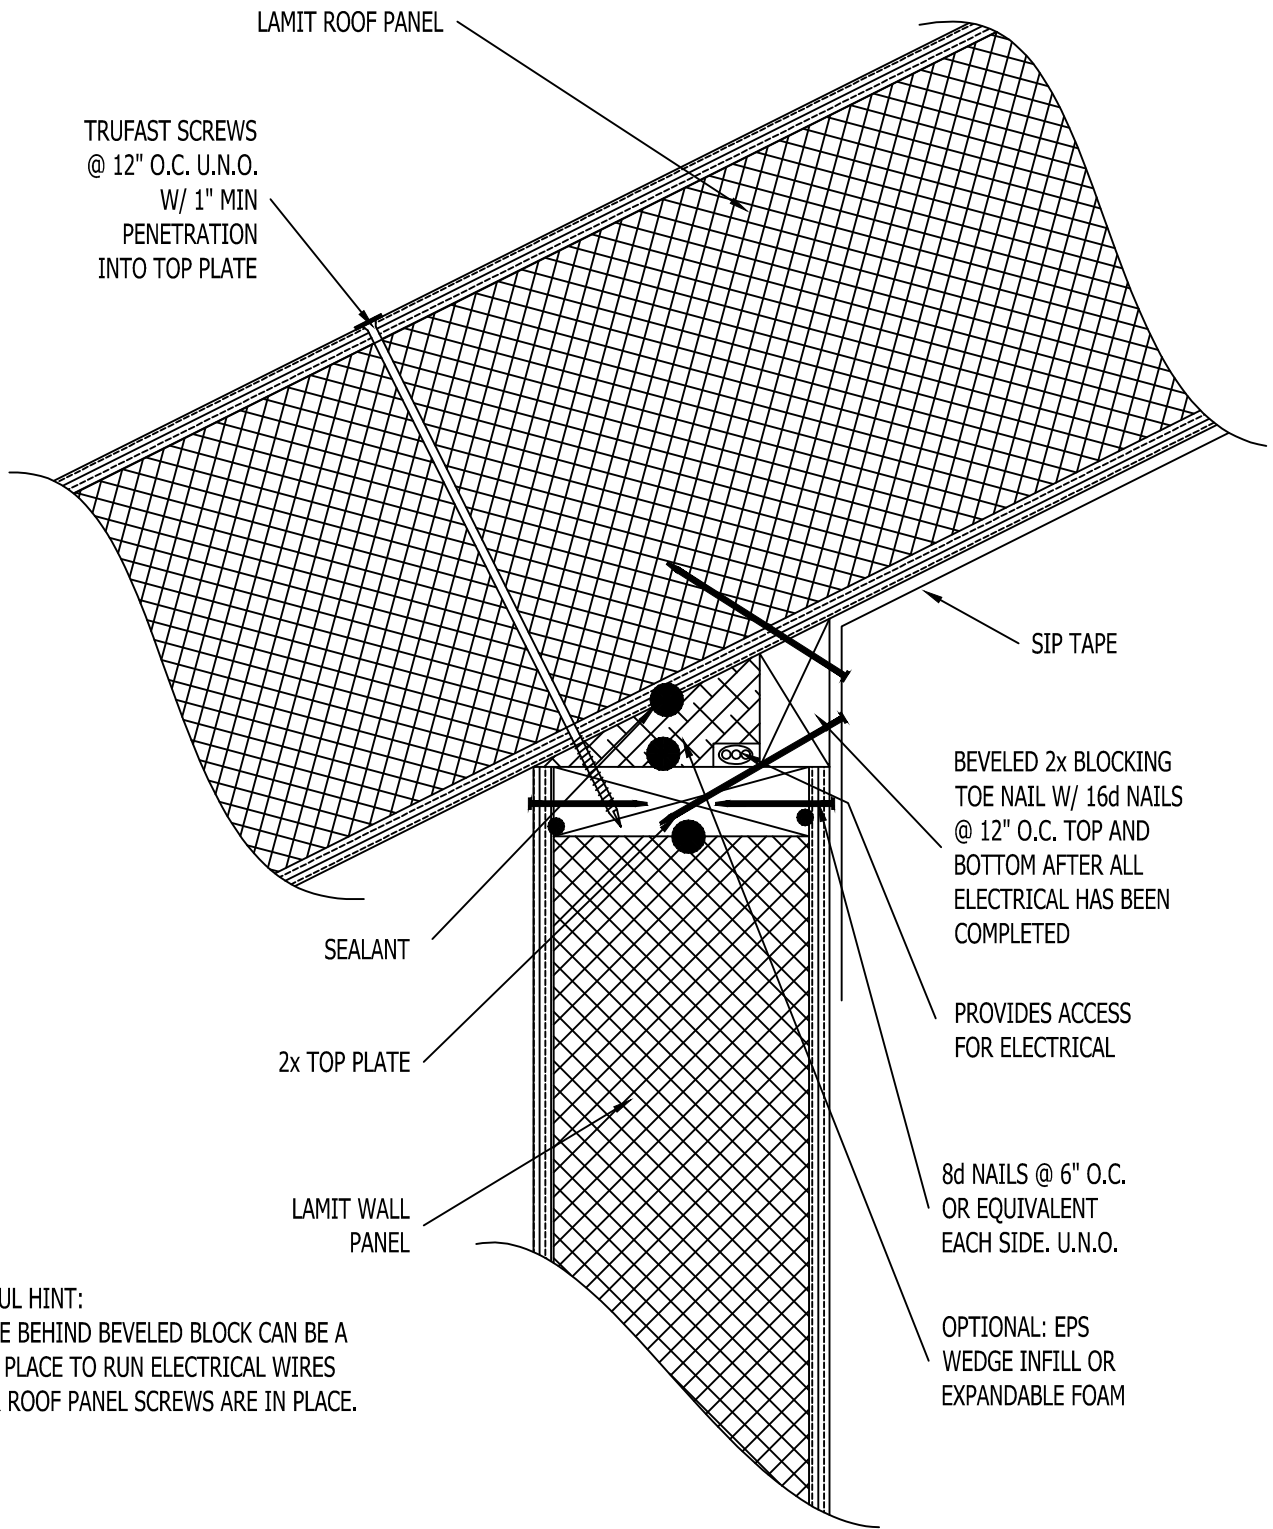 LAMIT ROOF PANEL
TRUFAST SCREWS
@ 12" O.C. U.N.O.
W/ 1" MIN
PENETRATION
INTO TOP PLATE
SIP TAPE
BEVELED 2x BLOCKING
TOE NAIL W/ 16d NAILS
@ 12" O.C. TOP AND
BOTTOM AFTER ALL
ELECTRICAL HAS BEEN
COMPLETED
SEALANT
PROVIDES ACCESS
FOR ELECTRICAL
2x TOP PLATE
8d NAILS @ 6" O.C.
OR EQUIVALENT
EACH SIDE. U.N.O.
LAMIT WALL
PANEL
OPTIONAL: EPS
WEDGE INFILL OR
EXPANDABLE FOAM
HINT:
BEHIND BEVELED BLOCK CAN BE A
PLACE TO RUN ELECTRICAL WIRES
ROOF PANEL SCREWS ARE IN PLACE.